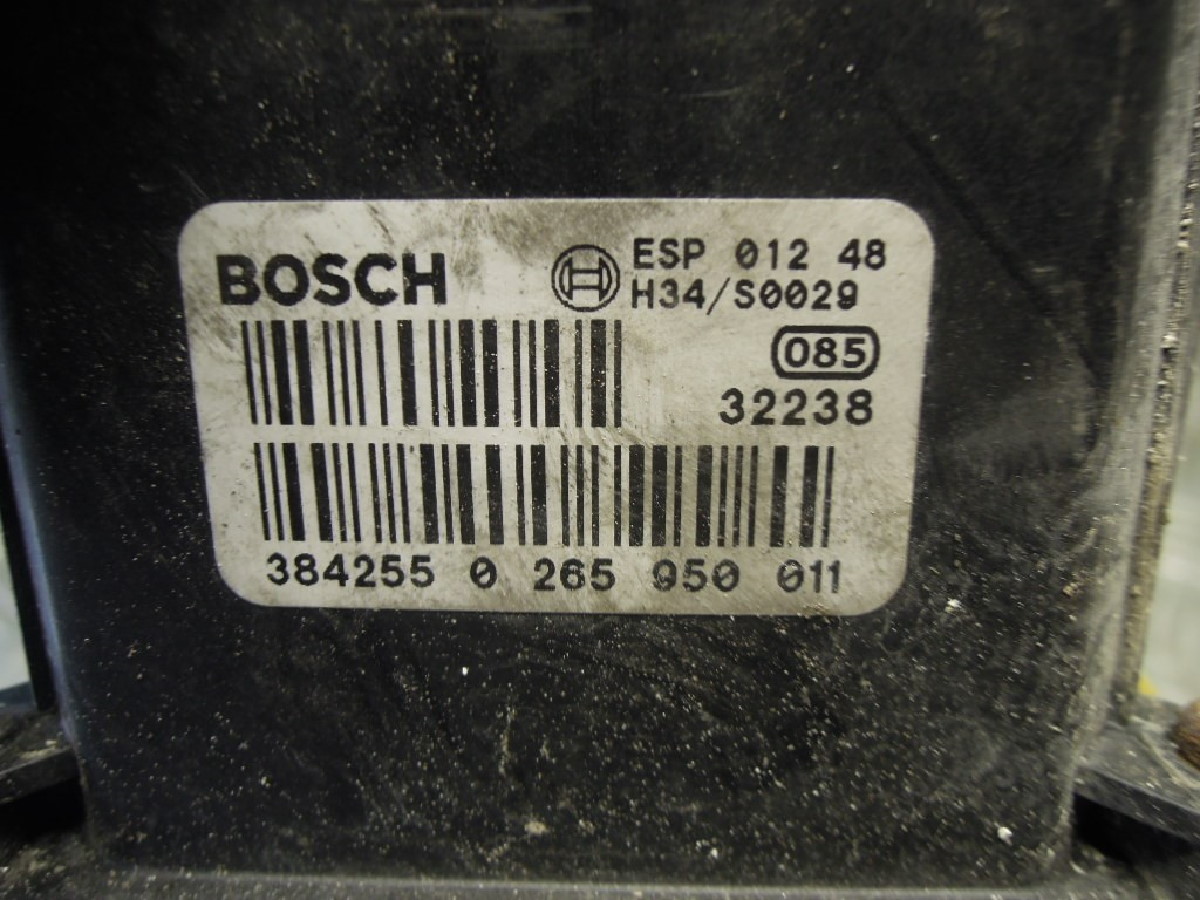 BOSCH
ESP 012 48
H34/S0029
085
32238
384255 0 265 950 011